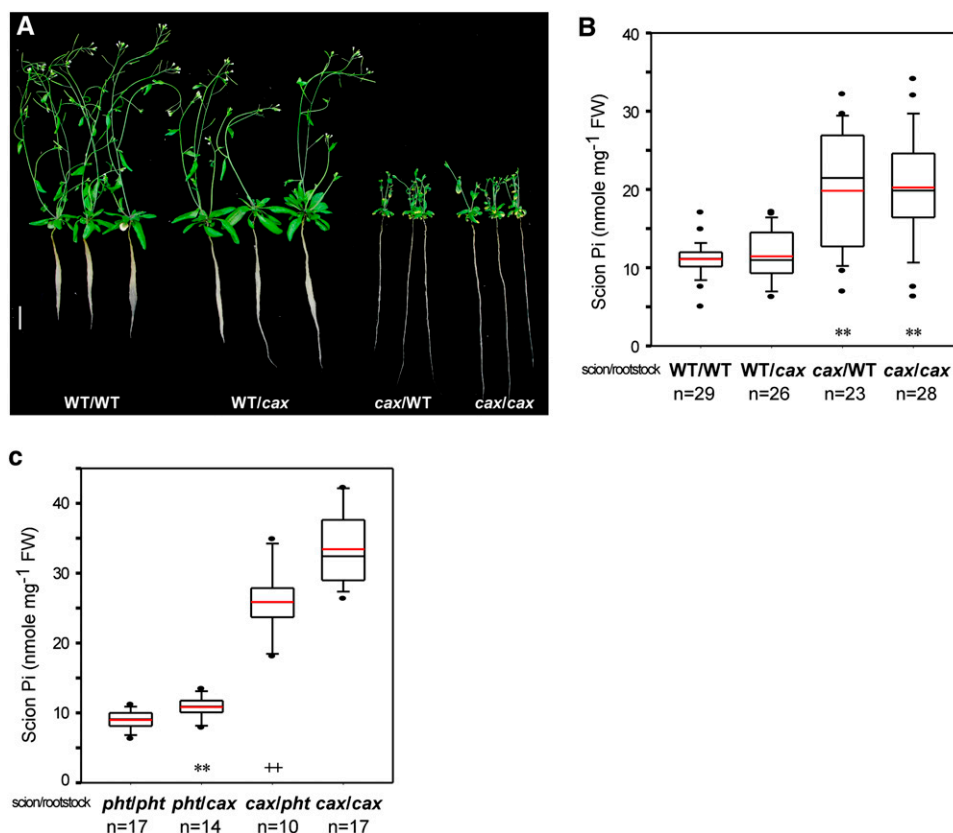 A
WT/WT WT/cax cax/WT cax/cax
B
Scion Pi (nmole mg⁻¹ FW)
40
30
20
10
0
** **
scion/rootstock WT/WT WT/cax cax/WT cax/cax
n=29 n=26 n=23 n=28
C
Scion Pi (nmole mg⁻¹ FW)
40
30
20
10
0
** ++
scion/rootstock pht/pht pht/cax cax/pht cax/cax
n=17 n=14 n=10 n=17